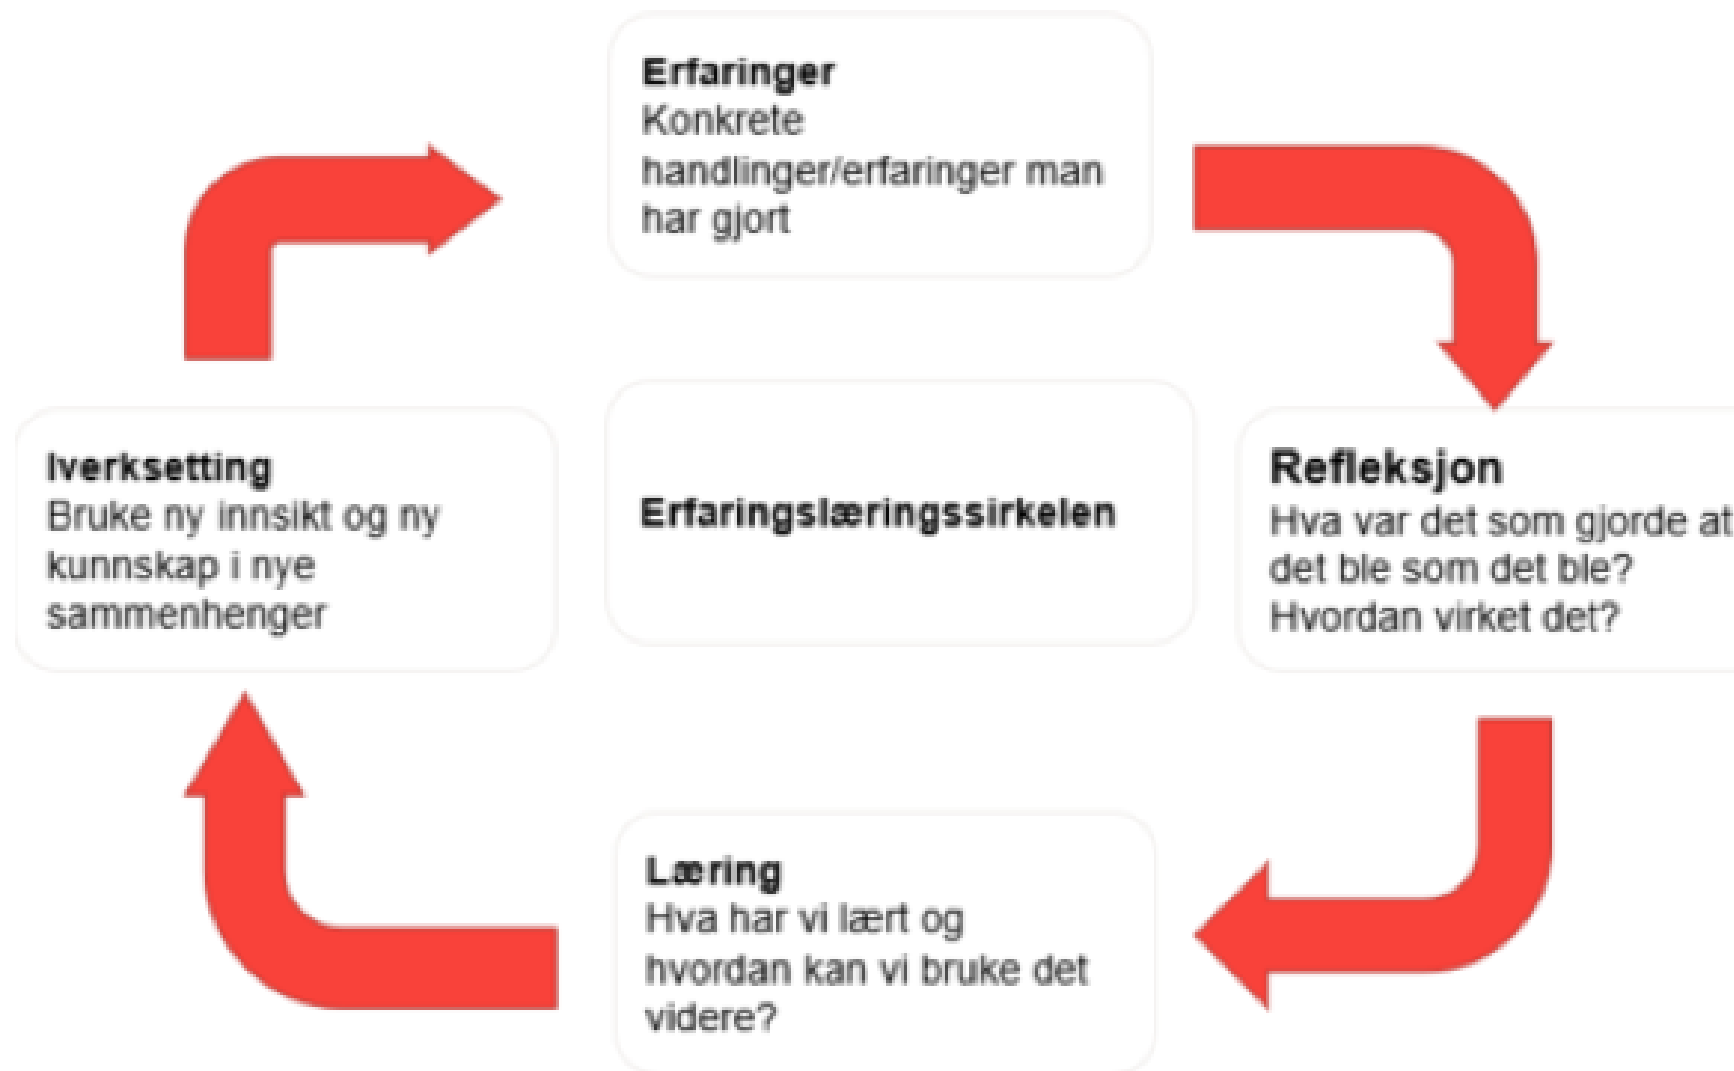 Erfaringer
Konkrete
handlinger/erfaringer man
har gjort
Iverksetting
Bruke ny innsikt og ny
kunnskap i nye
sammenhenger
Erfaringslæringssirkelen
Refleksjon
Hva var det som gjorde at
det ble som det ble?
Hvordan virket det?
Læring
Hva har vi lært og
hvordan kan vi bruke det
videre?